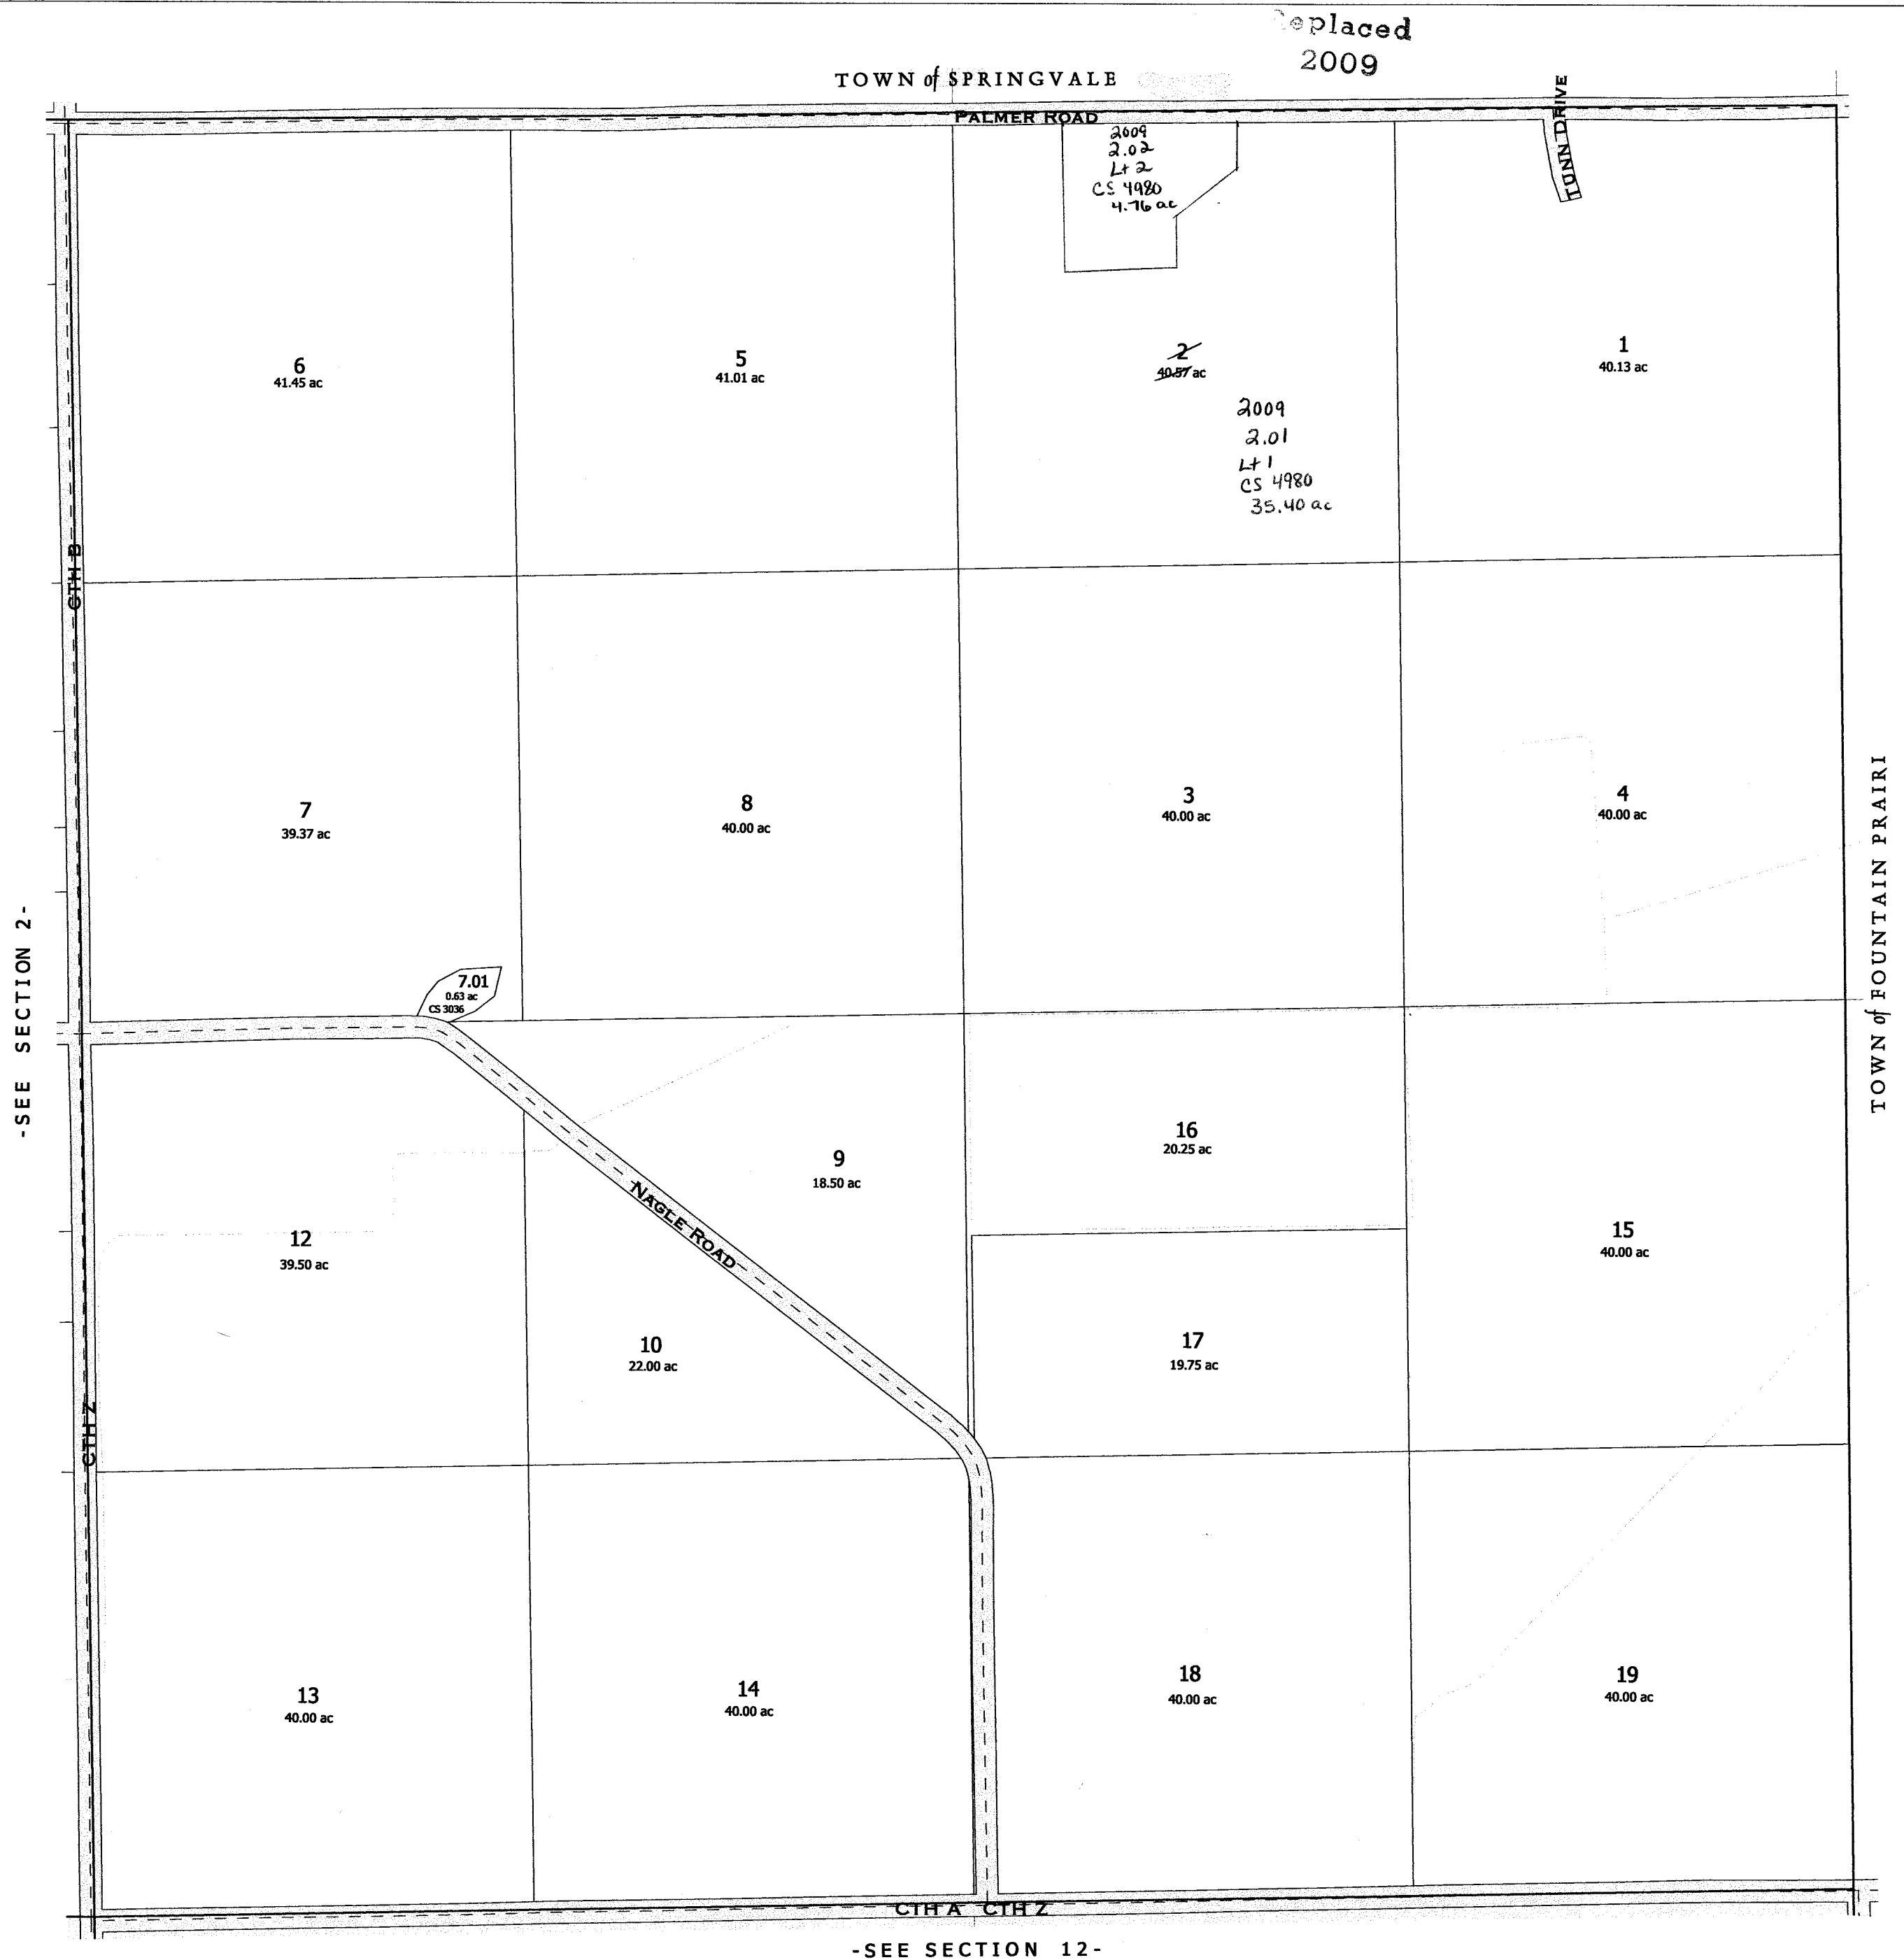 Replaced
2009
TOWN of SPRINGVALE
PALMER ROAD
TUNN DRIVE
2009
2.02
Lt 2
CS 4980
4.76 ac
6
41.45 ac
5
41.01 ac
2
40.57 ac
1
40.13 ac
2009
2.01
Lt 1
CS 4980
35.40 ac
CTH B
7
39.37 ac
8
40.00 ac
3
40.00 ac
4
40.00 ac
-SEE SECTION 2-
TOWN of FOUNTAIN PRAIRI
7.01
0.63 ac
CS 3036
NAGLE ROAD
9
18.50 ac
16
20.25 ac
12
39.50 ac
15
40.00 ac
10
22.00 ac
17
19.75 ac
CTH Z
13
40.00 ac
14
40.00 ac
18
40.00 ac
19
40.00 ac
CTH A CTH Z
-SEE SECTION 12-